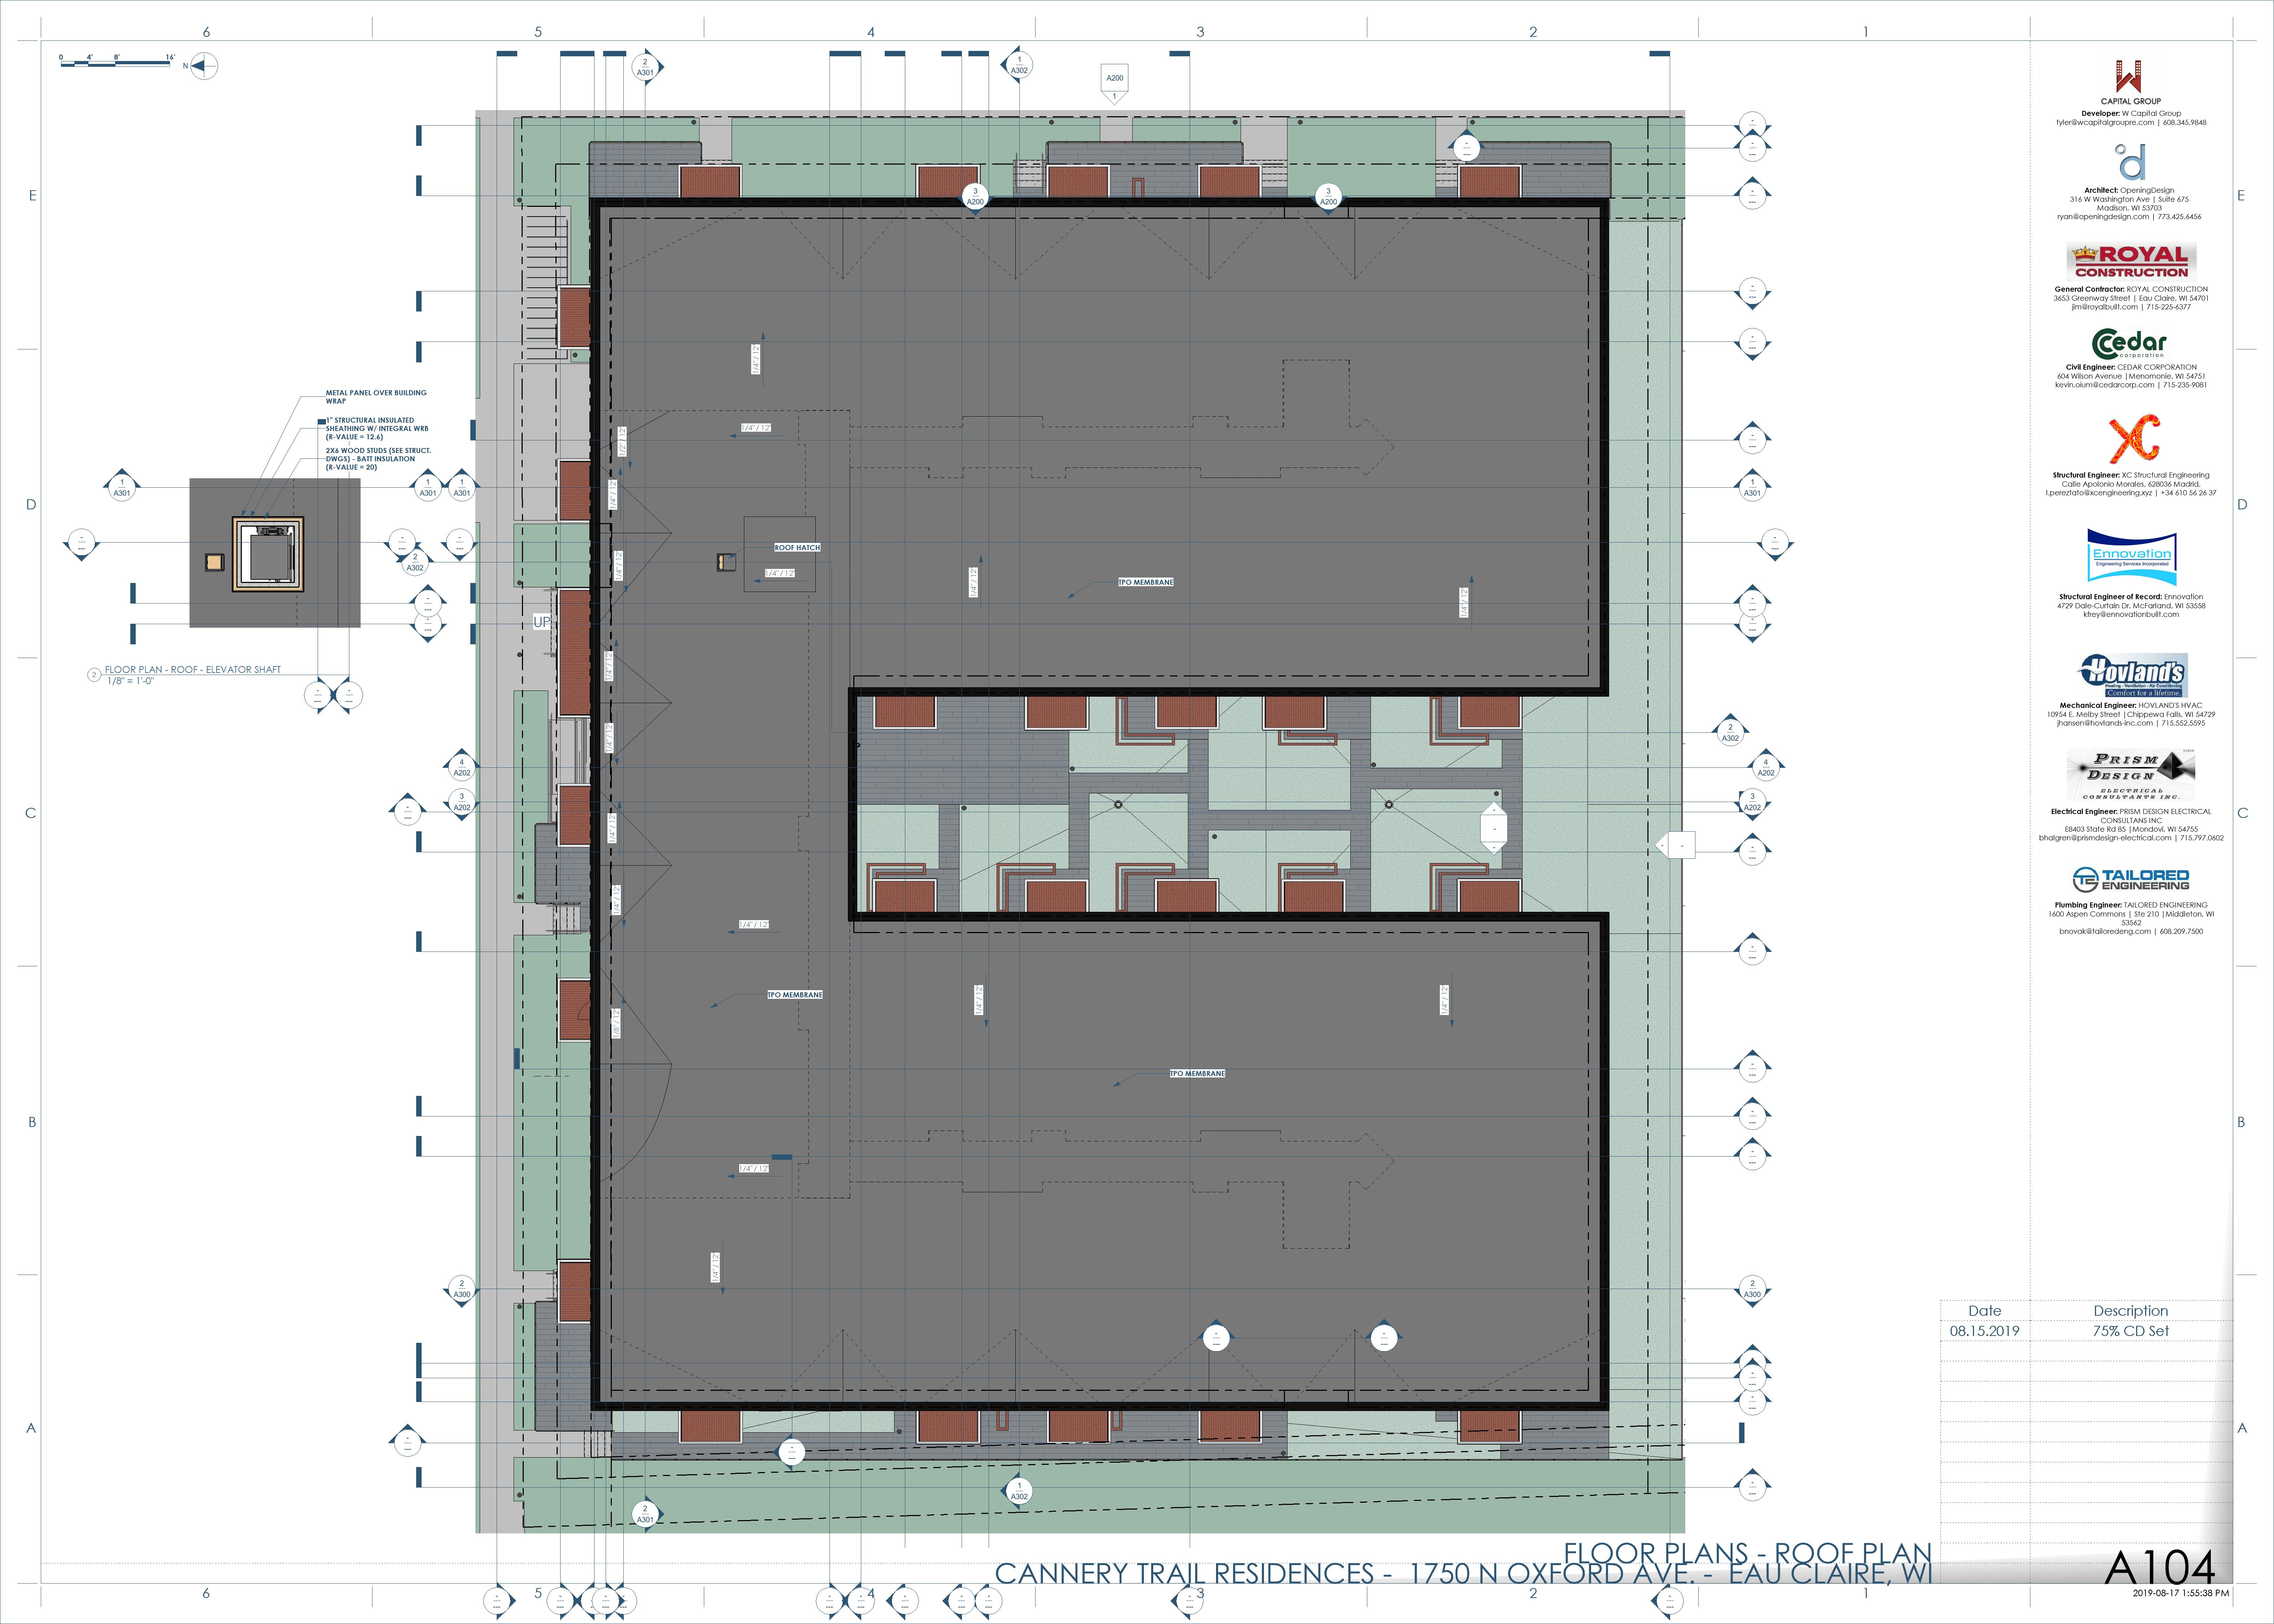 6
5
4
3
2
1
0 4' 8' 16'
N
2
A301
1
A302
A200
1
E
D
C
B
A
3
A200
3
A200
METAL PANEL OVER BUILDING
WRAP
1" STRUCTURAL INSULATED
SHEATHING W/ INTEGRAL WRB
(R-VALUE = 12.6)
2X6 WOOD STUDS (SEE STRUCT.
DWGS) - BATT INSULATION
(R-VALUE = 20)
1
A301
1
A301
1
A301
1
A301
2
A302
2 FLOOR PLAN - ROOF - ELEVATOR SHAFT
1/8" = 1'-0"
1/4" / 12"
1/4" / 12"
1/2" / 12"
1/4" / 12"
1/4" / 12"
ROOF HATCH
1/4" / 12"
1/4" / 12"
TPO MEMBRANE
1/4" / 12"
UP
1/4" / 12"
1/4" / 12"
1/4" / 12"
1/4" / 12"
2
A302
4
A202
4
A202
3
A202
3
A202
1/4" / 12"
TPO MEMBRANE
1/4" / 12"
1/4" / 12"
1/8" / 12"
TPO MEMBRANE
1/4" / 12"
1/4" / 12"
2
A300
2
A300
2
A301
1
A302
W
CAPITAL GROUP
Developer: W Capital Group
tyler@wcapitalgroupre.com | 608.345.9848
d
Architect: OpeningDesign
316 W Washington Ave | Suite 675
Madison, WI 53703
ryan@openingdesign.com | 773.425.6456
ROYAL
CONSTRUCTION
General Contractor: ROYAL CONSTRUCTION
3653 Greenway Street | Eau Claire, WI 54701
jim@royalbuilt.com | 715-225-6377
Cedar
corporation
Civil Engineer: CEDAR CORPORATION
604 Wilson Avenue |Menomonie, WI 54751
kevin.oium@cedarcorp.com | 715-235-9081
XC
Structural Engineer: XC Structural Engineering
Calle Apolonio Morales, 628036 Madrid,
l.pereztato@xcengineering.xyz | +34 610 56 26 37
Ennovation
Engineering Services Incorporated
Structural Engineer of Record: Ennovation
4729 Dale-Curtain Dr, McFarland, WI 53558
kfrey@ennovationbuilt.com
Hovland's
Heating - Ventilation - Air Conditioning
Comfort for a lifetime.
Mechanical Engineer: HOVLAND'S HVAC
10954 E. Melby Street |Chippewa Falls, WI 54729
jhansen@hovlands-inc.com | 715.552.5595
PRISM
DESIGN
ELECTRICAL
CONSULTANTS INC.
Electrical Engineer: PRISM DESIGN ELECTRICAL
CONSULTANS INC
E8403 State Rd 85 |Mondovi, WI 54755
bhalgren@prismdesign-electrical.com | 715.797.0602
TE TAILORED
ENGINEERING
Plumbing Engineer: TAILORED ENGINEERING
1600 Aspen Commons | Ste 210 |Middleton, WI
53562
bnovak@tailoredeng.com | 608.209.7500
E
D
C
B
A
Date Description
08.15.2019 75% CD Set
FLOOR PLANS - ROOF PLAN
CANNERY TRAIL RESIDENCES - 1750 N OXFORD AVE. - EAU CLAIRE, WI
A104
2019-08-17 1:55:38 PM
6
5
4
3
2
1